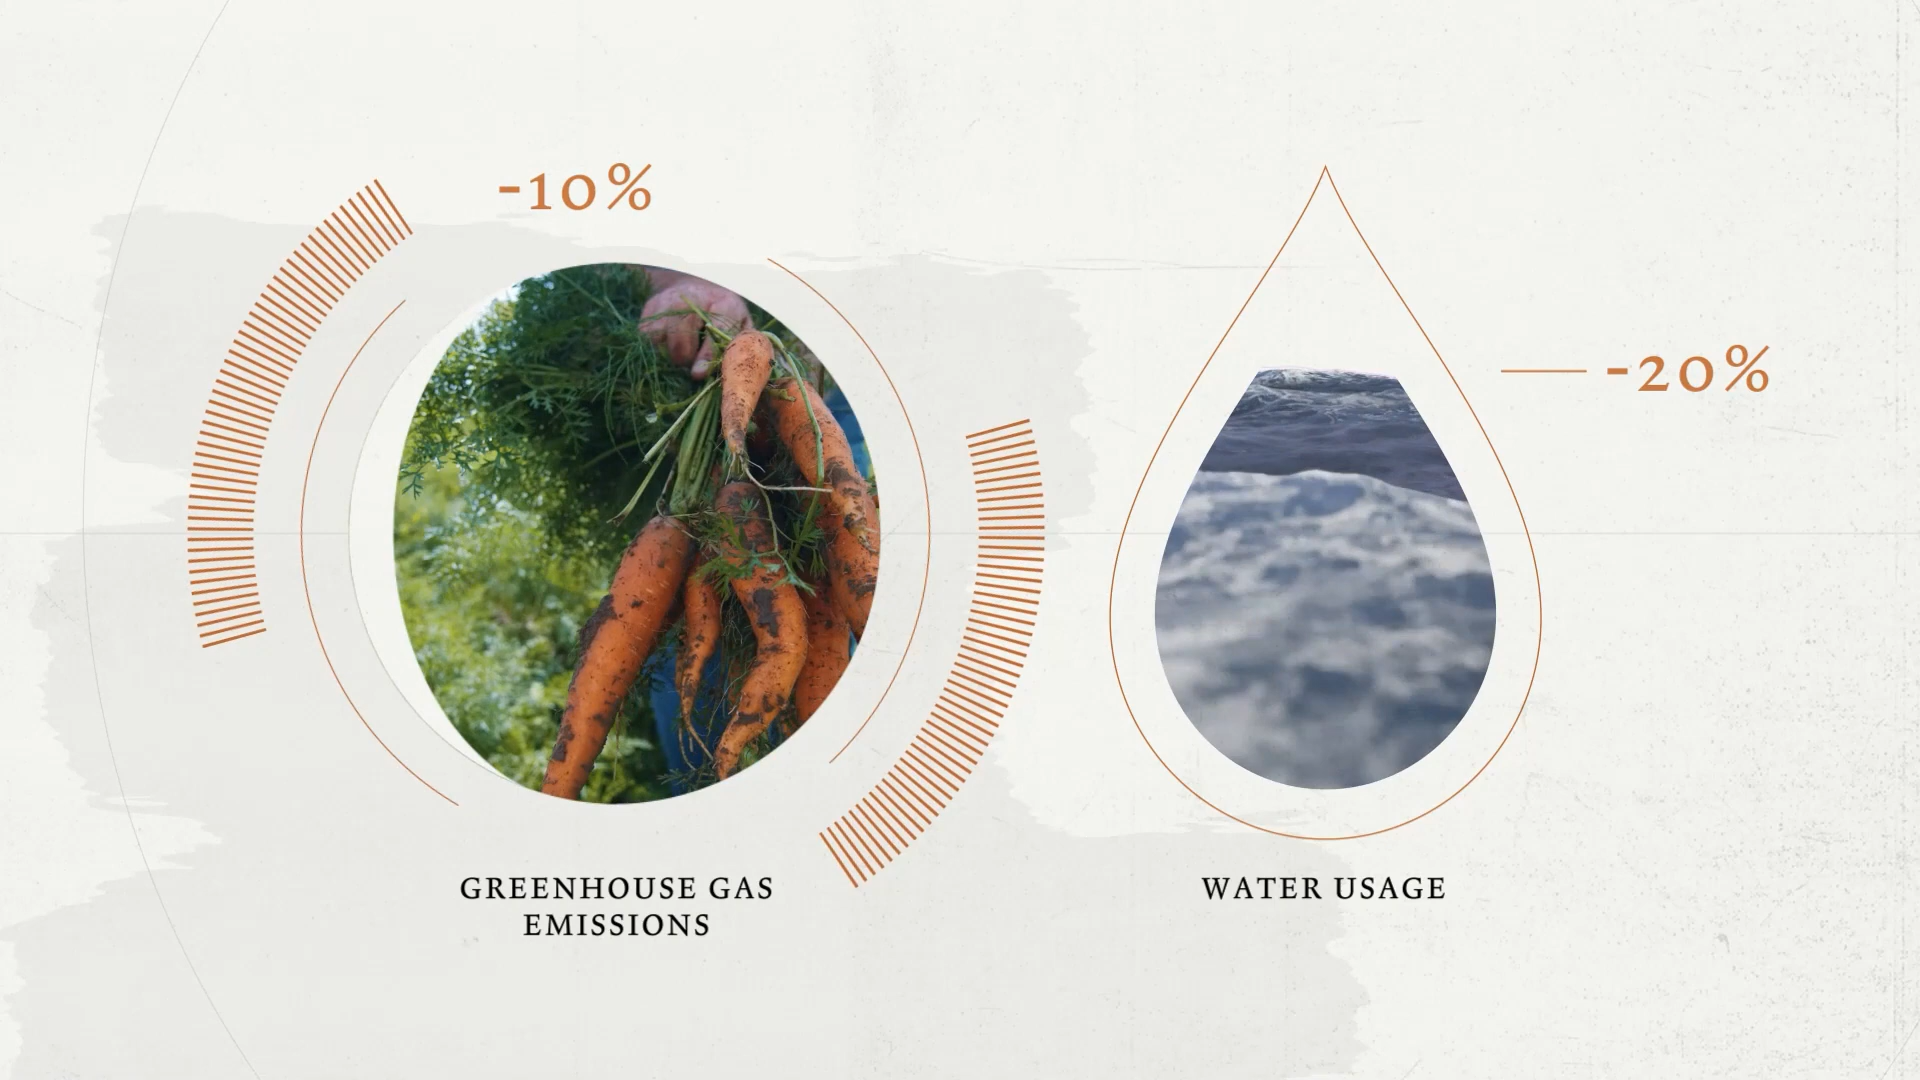 -10%
-20%
GREENHOUSE GAS
EMISSIONS
WATER USAGE